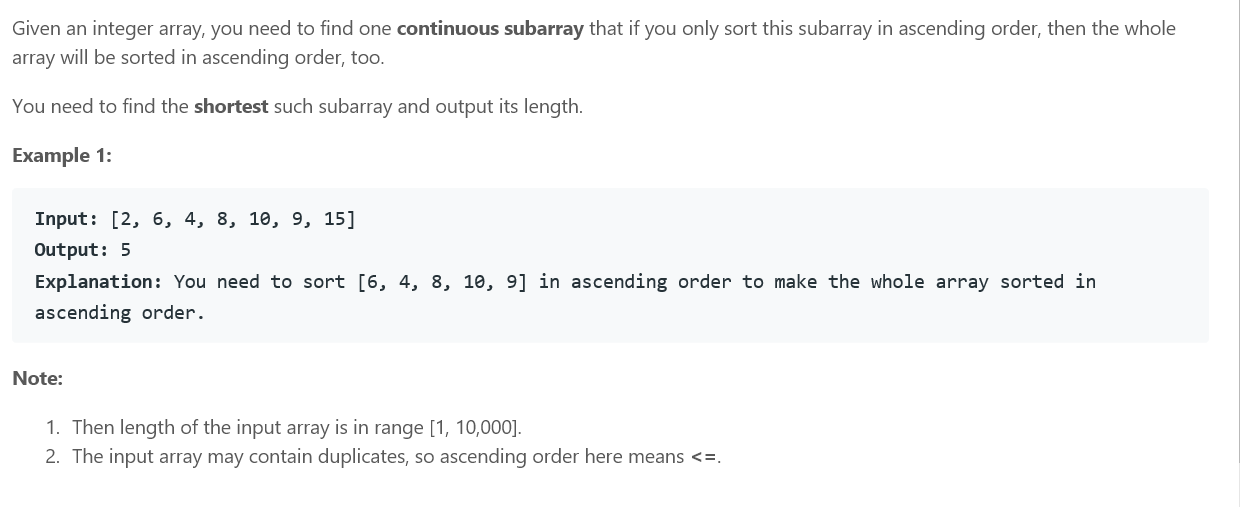 Given an integer array, you need to find one continuous subarray that if you only sort this subarray in ascending order, then the whole
array will be sorted in ascending order, too.
You need to find the shortest such subarray and output its length.
Example 1:
Input: [2, 6, 4, 8, 10, 9, 15]
Output: 5
Explanation: You need to sort [6, 4, 8, 10, 9] in ascending order to make the whole array sorted in
ascending order.
Note:
1. Then length of the input array is in range [1, 10,000].
2. The input array may contain duplicates, so ascending order here means <=.